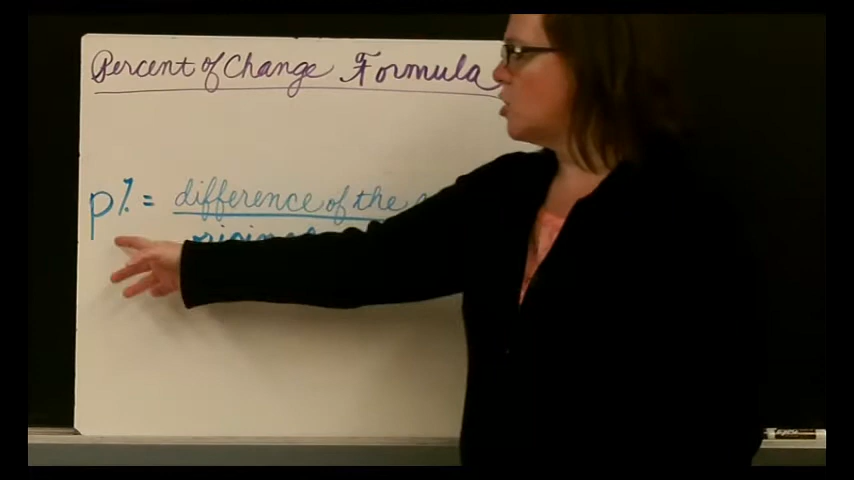 Percent of Change Formula
p% = difference of the